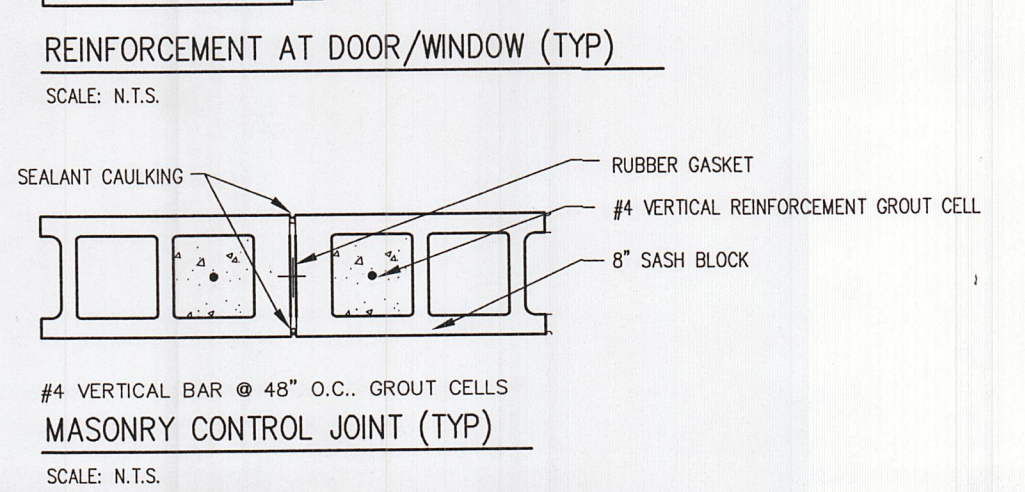 REINFORCEMENT AT DOOR/WINDOW (TYP)
SCALE: N.T.S.
SEALANT CAULKING
RUBBER GASKET
#4 VERTICAL REINFORCEMENT GROUT CELL
8" SASH BLOCK
#4 VERTICAL BAR @ 48" O.C.. GROUT CELLS
MASONRY CONTROL JOINT (TYP)
SCALE: N.T.S.